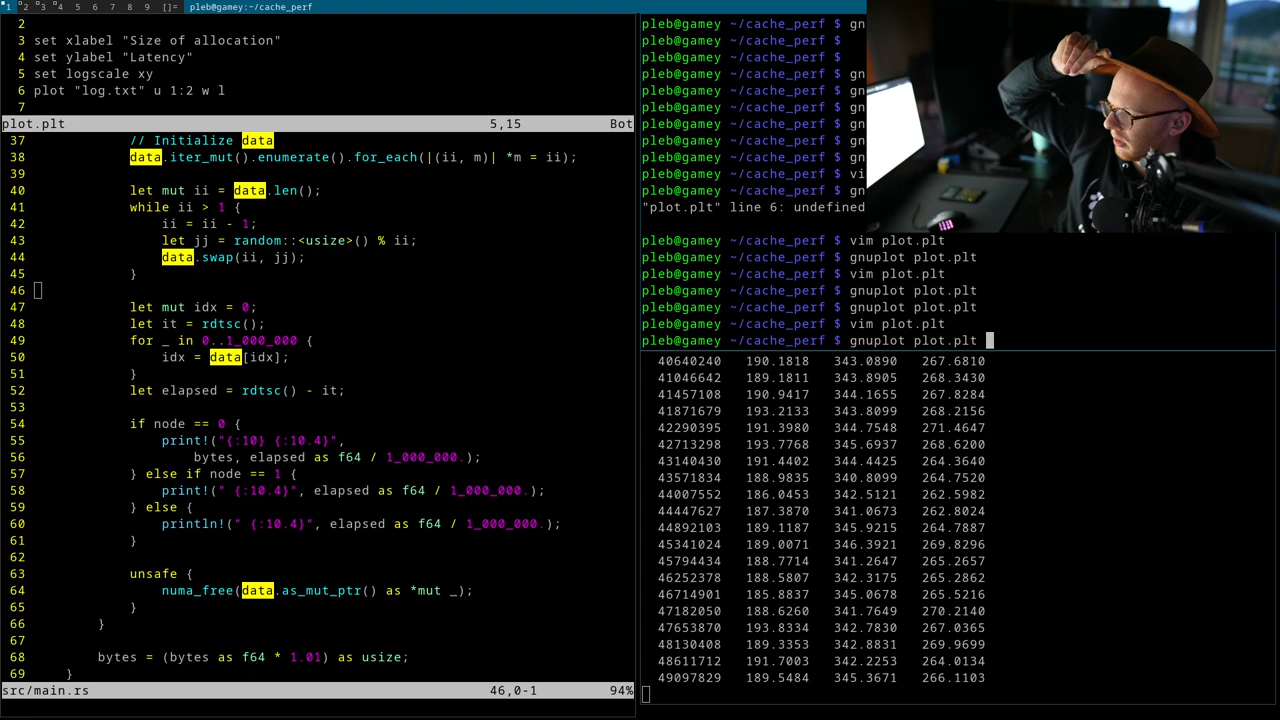 1 2 3 4 5 6 7 8 9 []= pleb@gamey:~/cache_perf
2
3 set xlabel "Size of allocation"
4 set ylabel "Latency"
5 set logscale xy
6 plot "log.txt" u 1:2 w l
7
plot.plt 5,15 Bot
37 // Initialize data
38 data.iter_mut().enumerate().for_each(|(ii, m)| *m = ii);
39
40 let mut ii = data.len();
41 while ii > 1 {
42 ii = ii - 1;
43 let jj = random::<usize>() % ii;
44 data.swap(ii, jj);
45 }
46
47 let mut idx = 0;
48 let it = rdtsc();
49 for _ in 0..1_000_000 {
50 idx = data[idx];
51 }
52 let elapsed = rdtsc() - it;
53
54 if node == 0 {
55 print!("{:10} {:10.4}",
56 bytes, elapsed as f64 / 1_000_000.);
57 } else if node == 1 {
58 print!(" {:10.4}", elapsed as f64 / 1_000_000.);
59 } else {
60 println!(" {:10.4}", elapsed as f64 / 1_000_000.);
61 }
62
63 unsafe {
64 numa_free(data.as_mut_ptr() as *mut _);
65 }
66 }
67
68 bytes = (bytes as f64 * 1.01) as usize;
69 }
src/main.rs 46,0-1 94%
pleb@gamey ~/cache_perf $ gn
pleb@gamey ~/cache_perf $
pleb@gamey ~/cache_perf $
pleb@gamey ~/cache_perf $ gn
pleb@gamey ~/cache_perf $ gn
pleb@gamey ~/cache_perf $ gn
pleb@gamey ~/cache_perf $ gn
pleb@gamey ~/cache_perf $ gn
pleb@gamey ~/cache_perf $ gn
pleb@gamey ~/cache_perf $ vi
pleb@gamey ~/cache_perf $ gn
"plot.plt" line 6: undefined
pleb@gamey ~/cache_perf $ vim plot.plt
pleb@gamey ~/cache_perf $ gnuplot plot.plt
pleb@gamey ~/cache_perf $ vim plot.plt
pleb@gamey ~/cache_perf $ gnuplot plot.plt
pleb@gamey ~/cache_perf $ gnuplot plot.plt
pleb@gamey ~/cache_perf $ vim plot.plt
pleb@gamey ~/cache_perf $ gnuplot plot.plt
40640240 190.1818 343.0890 267.6810
41046642 189.1811 343.8905 268.3430
41457108 190.9417 344.1655 267.8284
41871679 193.2133 343.8099 268.2156
42290395 191.3980 344.7548 271.4647
42713298 193.7768 345.6937 268.6200
43140430 191.4402 344.4425 264.3640
43571834 188.9835 340.8099 264.7520
44007552 186.0453 342.5121 262.5982
44447627 187.3870 341.0673 262.8024
44892103 189.1187 345.9215 264.7887
45341024 189.0071 346.3921 269.8296
45794434 188.7714 341.2647 265.2657
46252378 188.5807 342.3175 265.2862
46714901 185.8837 345.0678 265.5216
47182050 188.6260 341.7649 270.2140
47653870 193.8334 342.7830 267.0365
48130408 189.3353 342.8831 269.9699
48611712 191.7003 342.2253 264.0134
49097829 189.5484 345.3671 266.1103